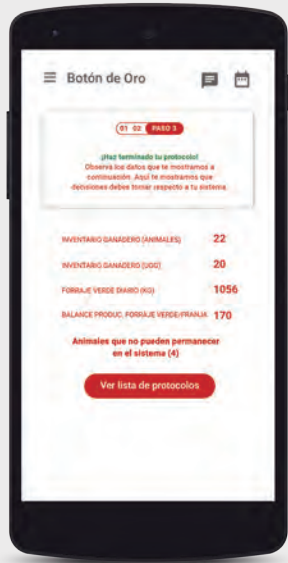 Botón de Oro
01 02 PASO 3
¡Haz terminado tu protocolo!
Observa los datos que te mostramos a
continuación. Aquí te mostramos que
decisiones debes tomar respecto a tu sistema.
INVENTARIO GANADERO (ANIMALES) 22
INVENTARIO GANADERO (UGG) 20
FORRAJE VERDE DIARIO (KG) 1056
BALANCE PRODUC. FORRAJE VERDE/FRANJA 170
Animales que no pueden permanecer
en el sistema (4)
Ver lista de protocolos